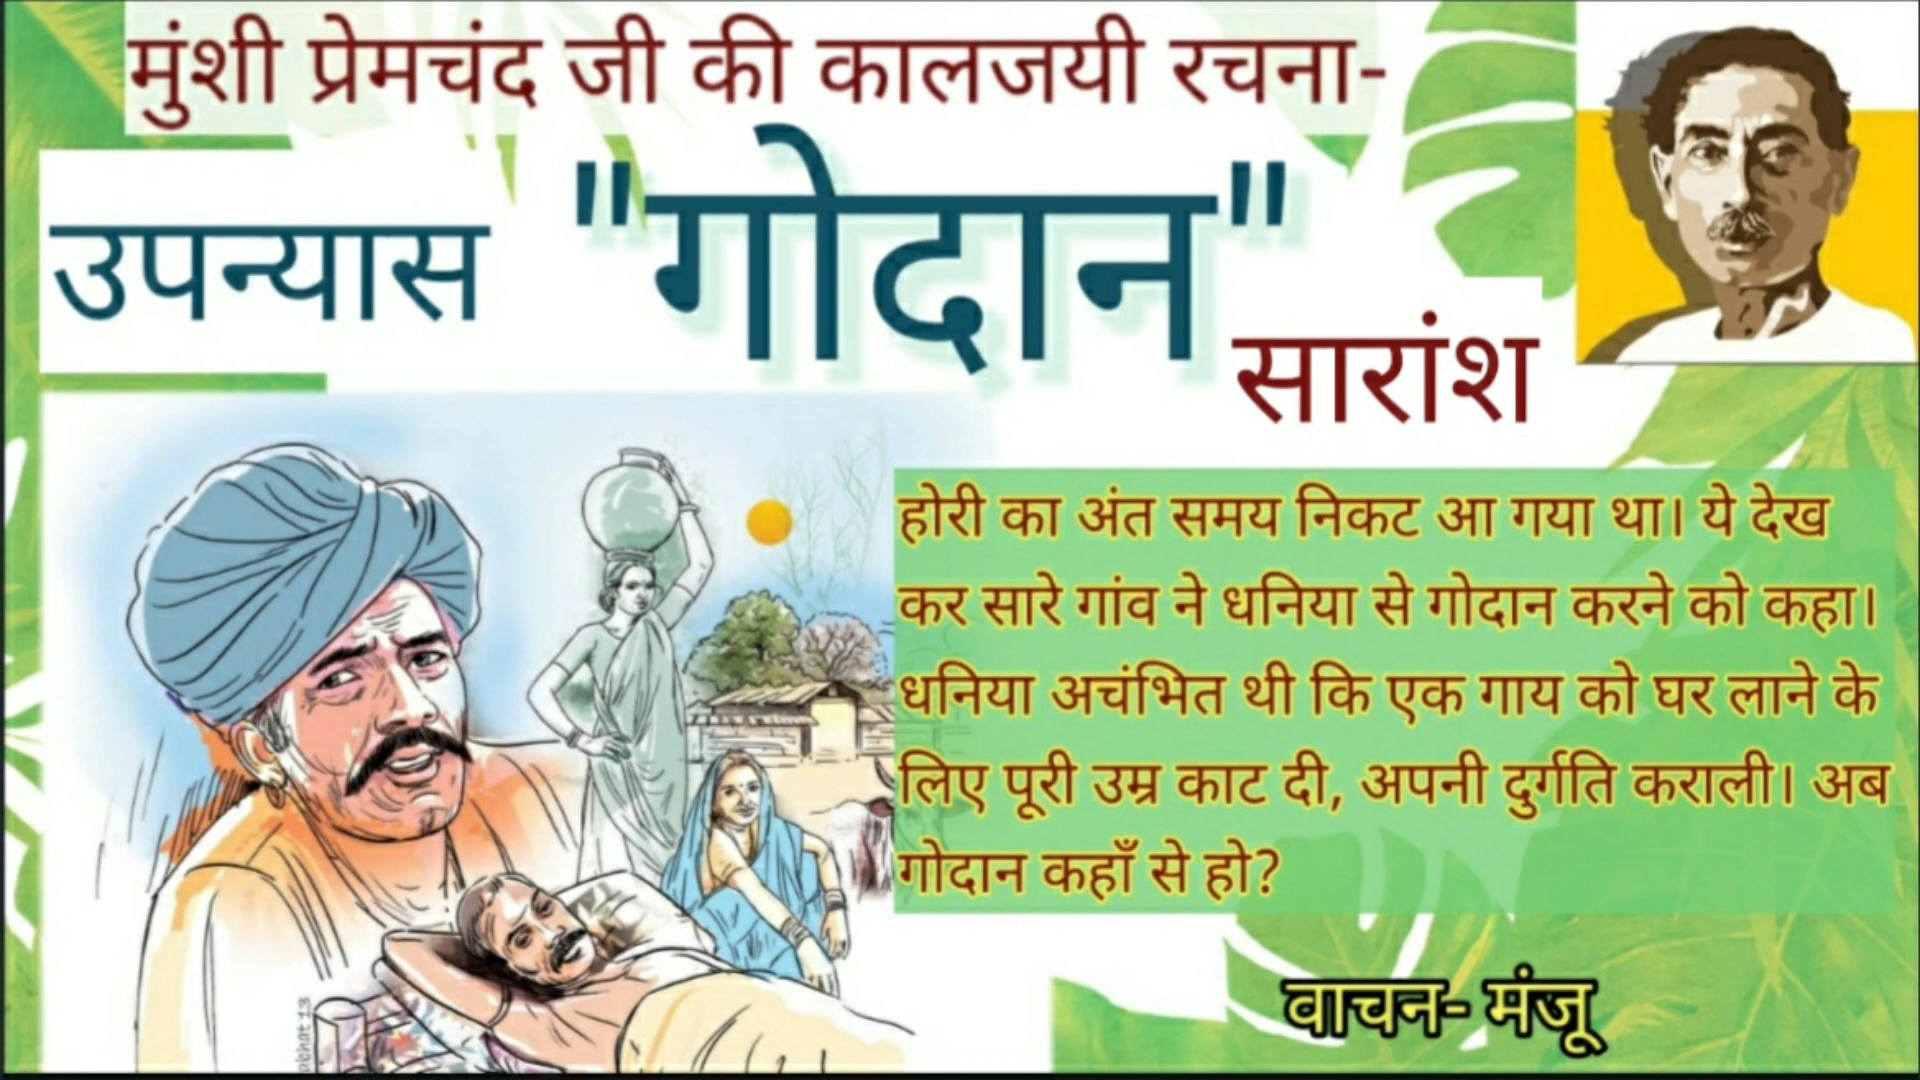 मुंशी प्रेमचंद जी की कालजयी रचना-
उपन्यास "गोदान"
सारांश
होरी का अंत समय निकट आ गया था। ये देख
कर सारे गांव ने धनिया से गोदान करने को कहा।
धनिया अचंभित थी कि एक गाय को घर लाने के
लिए पूरी उम्र काट दी, अपनी दुर्गति कराली। अब
गोदान कहाँ से हो?
वाचन- मंजू